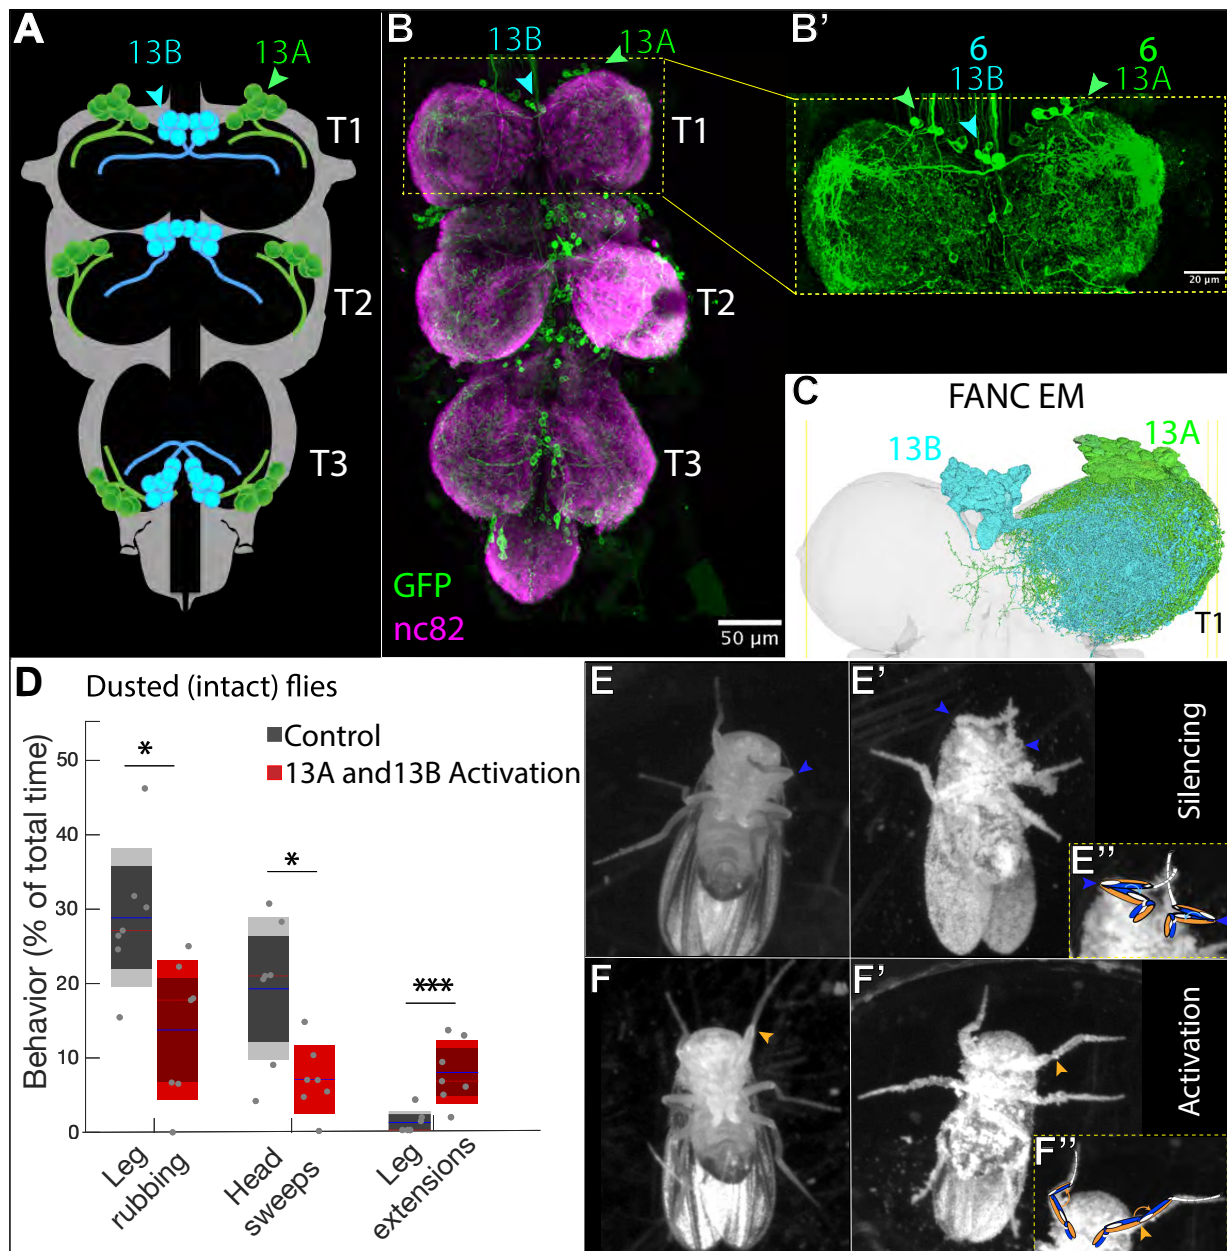 A
13B
13A
T1
T2
T3
B
13B
13A
T1
T2
T3
GFP
nc82
50 µm
B'
6
13B
6
13A
20 µm
C
FANC EM
13B
13A
T1
D
Dusted (intact) flies
Control
13A and13B Activation
Behavior (% of total time)
50
40
30
20
10
0
*
*
***
Leg
rubbing
Head
sweeps
Leg
extensions
E
E'
Silencing
E''
F
F'
Activation
F''